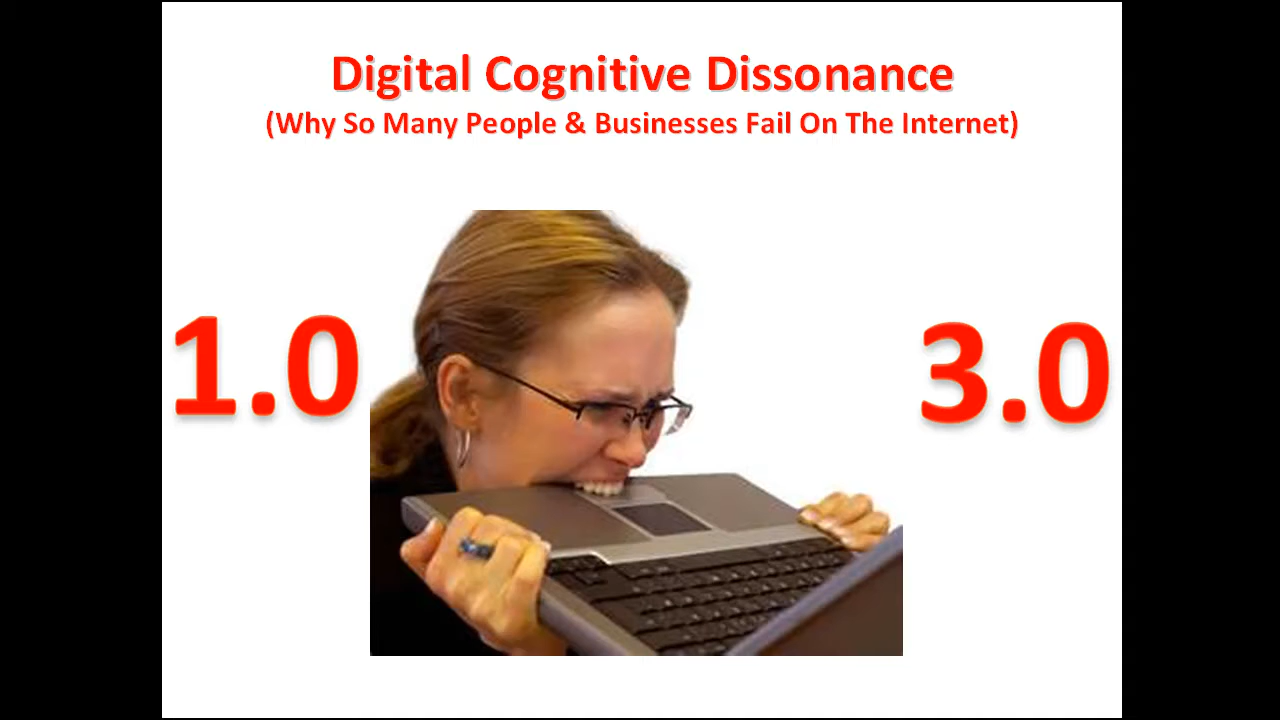 Digital Cognitive Dissonance
(Why So Many People & Businesses Fail On The Internet)
1.0
3.0